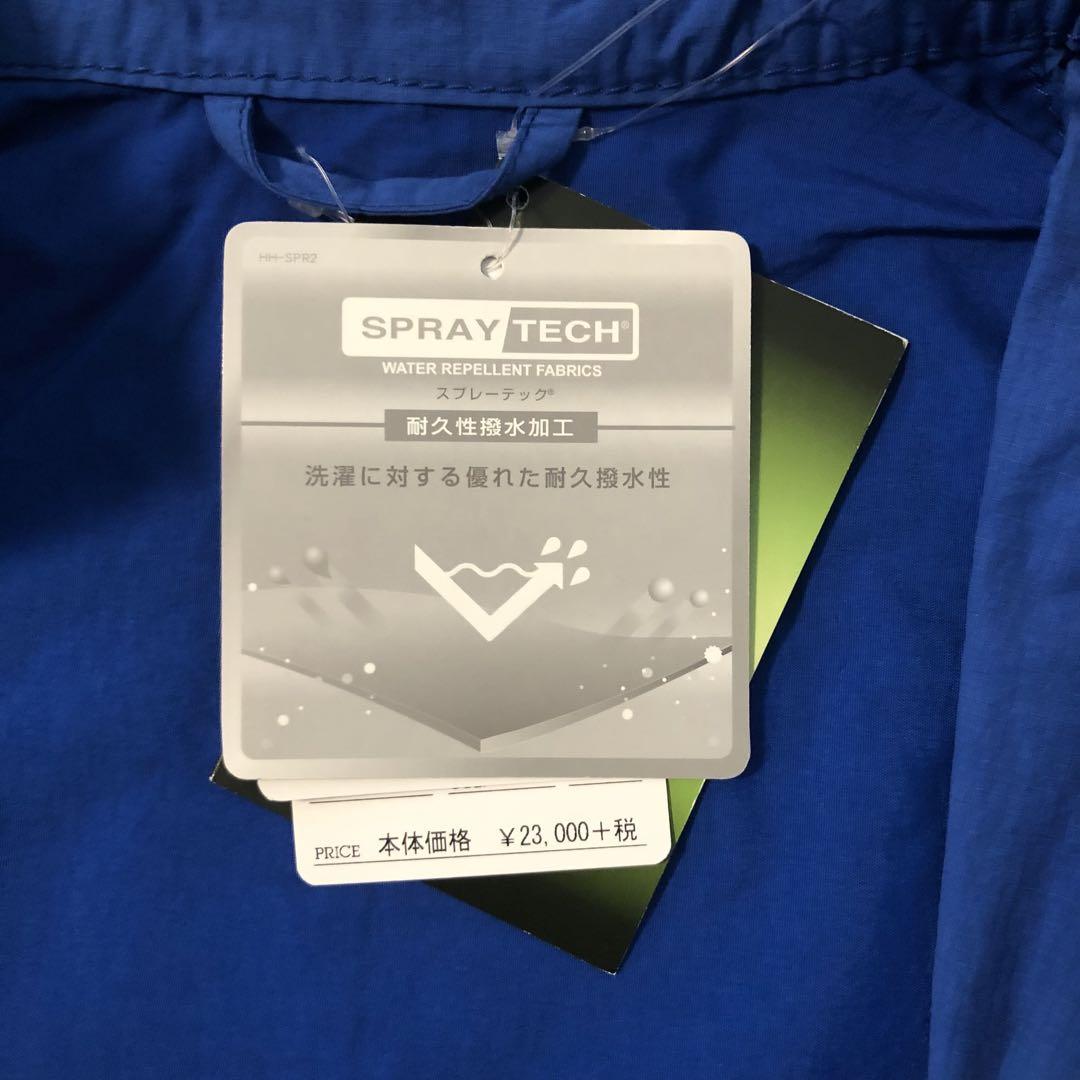 HH-SPR2
SPRAY TECH®
WATER REPELLENT FABRICS
スプレーテック®
耐久性撥水加工
洗濯に対する優れた耐久撥水性
PRICE 本体価格 ¥23,000+税